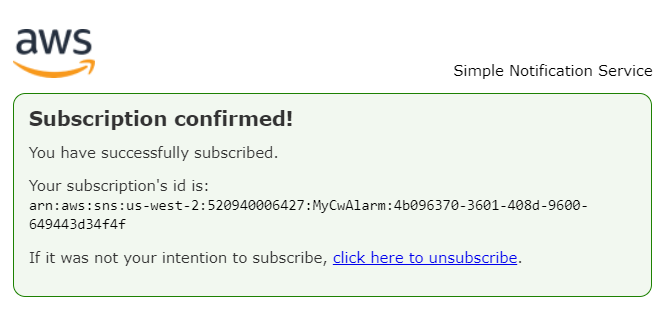 aws
Simple Notification Service
Subscription confirmed!
You have successfully subscribed.
Your subscription's id is:
arn:aws:sns:us-west-2:520940006427:MyCwAlarm:4b096370-3601-408d-9600-
649443d34f4f
If it was not your intention to subscribe, click here to unsubscribe.